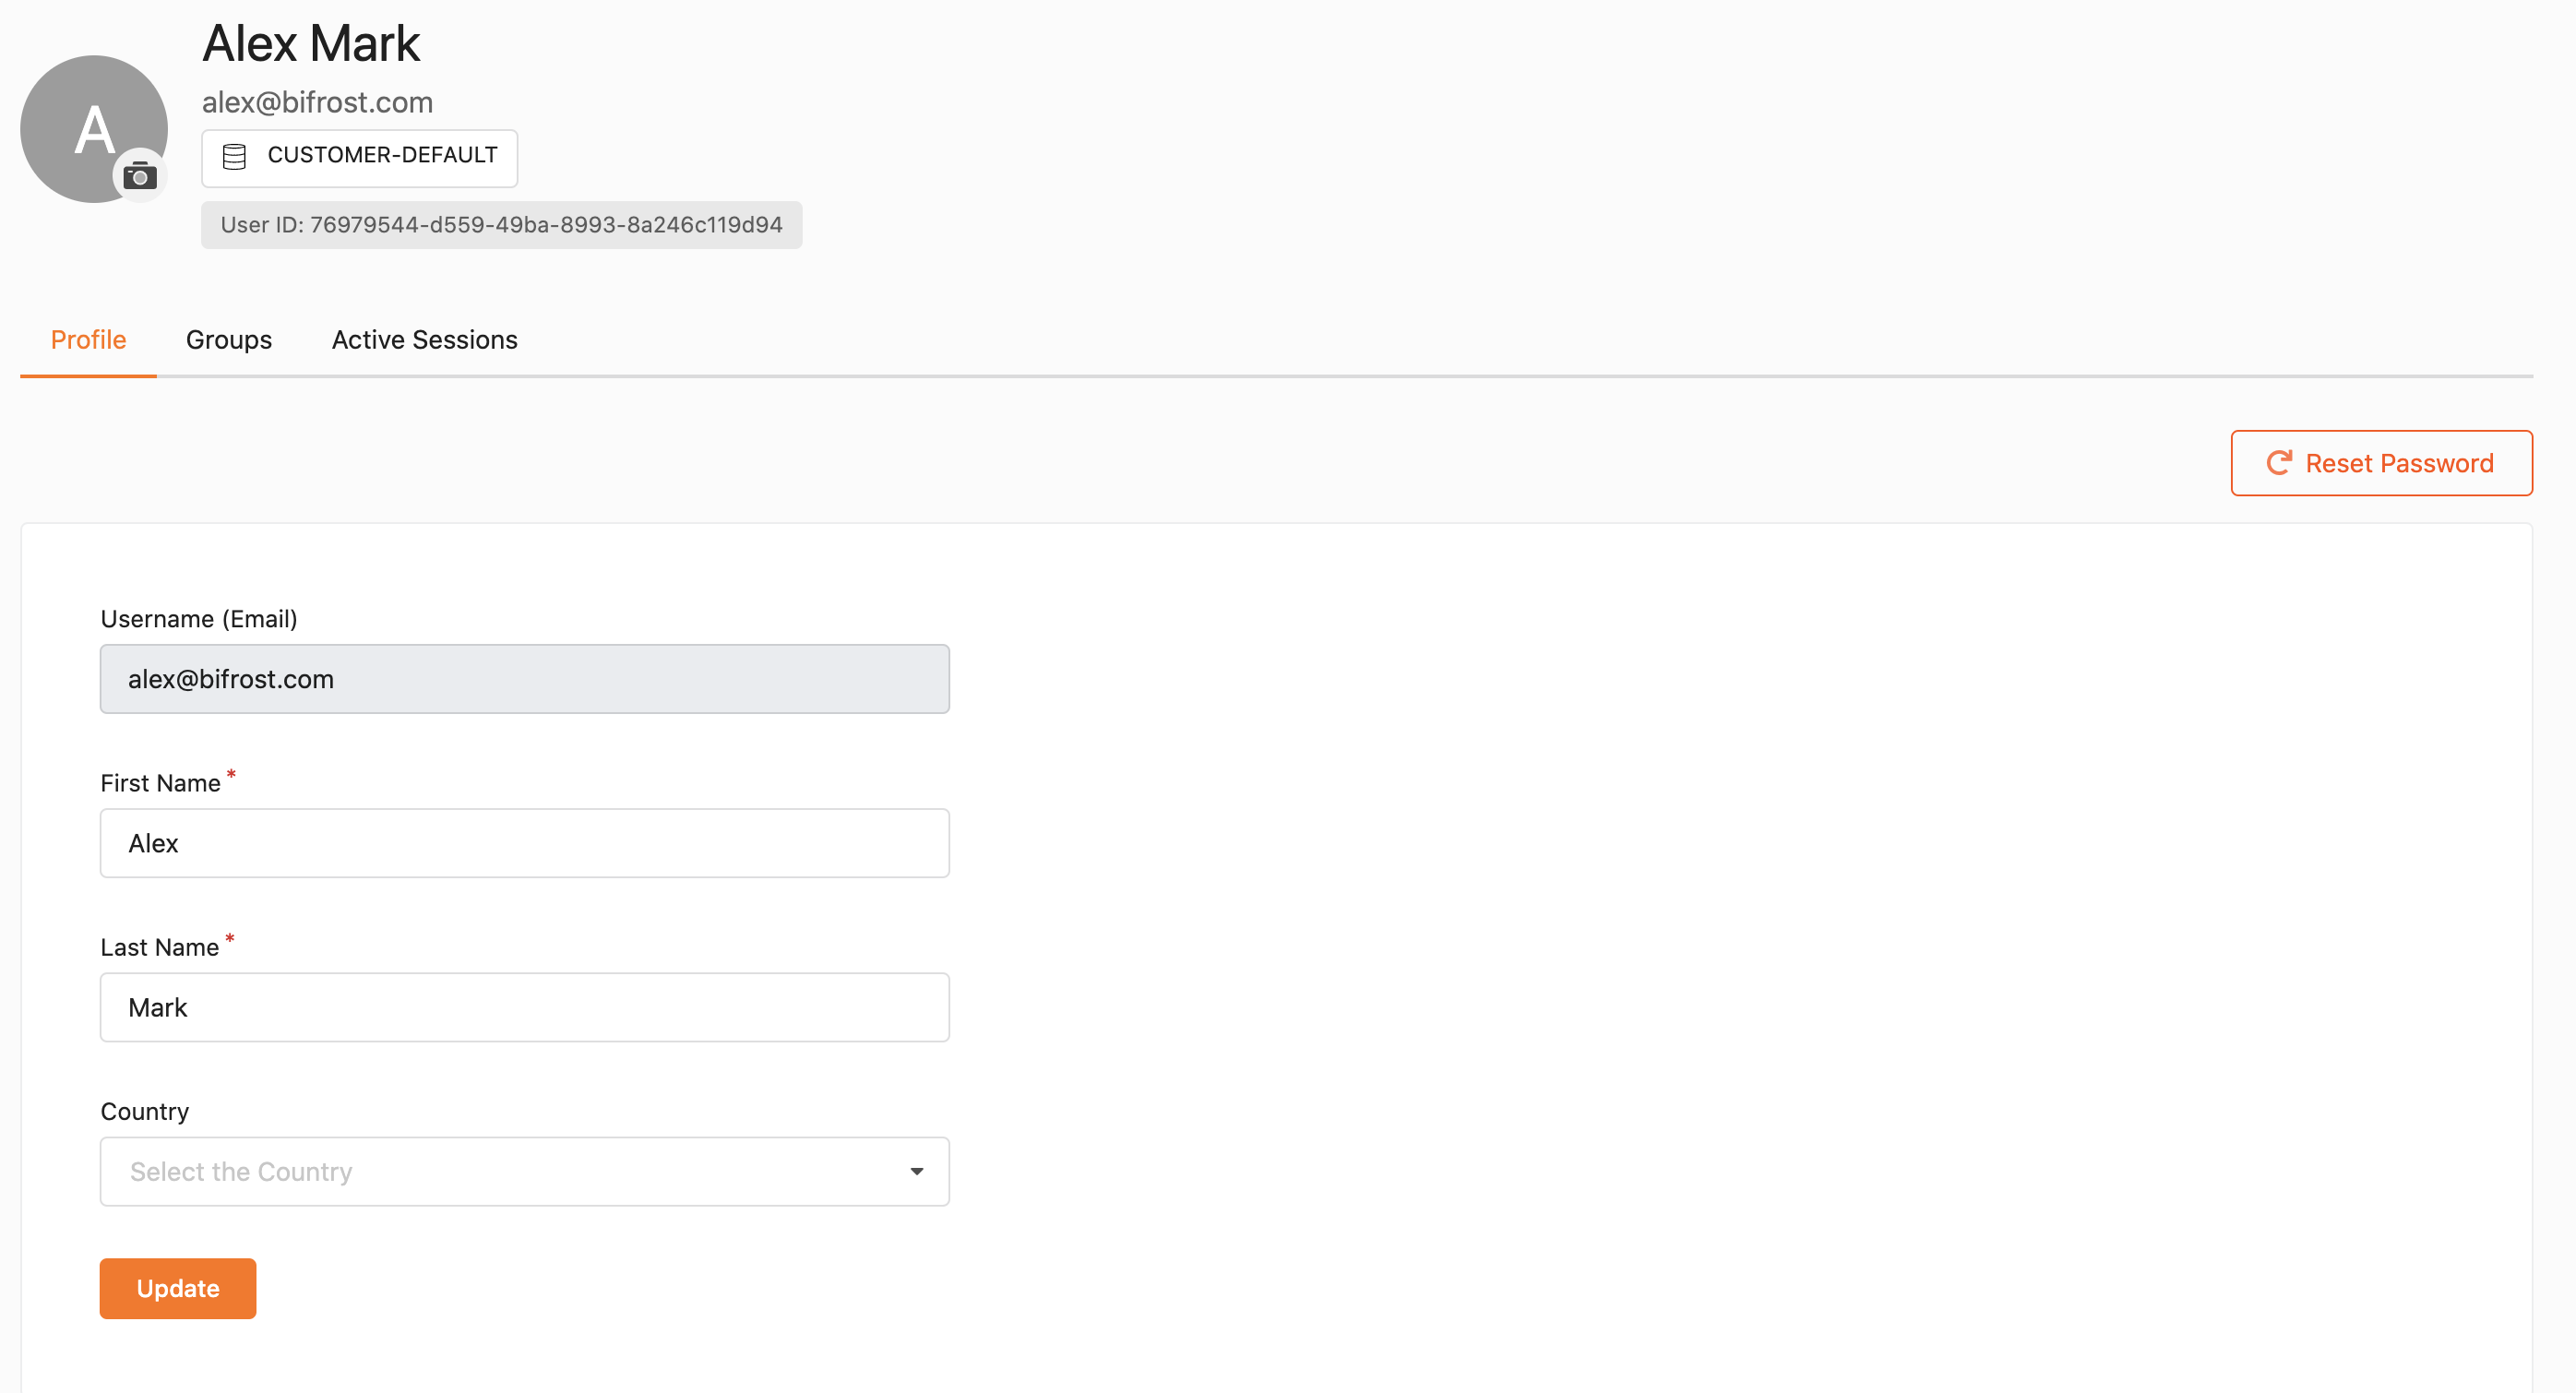 Alex Mark
alex@bifrost.com
A
CUSTOMER-DEFAULT
User ID: 76979544-d559-49ba-8993-8a246c119d94
Profile Groups Active Sessions
Reset Password
Username (Email)
alex@bifrost.com
First Name *
Alex
Last Name *
Mark
Country
Select the Country
Update